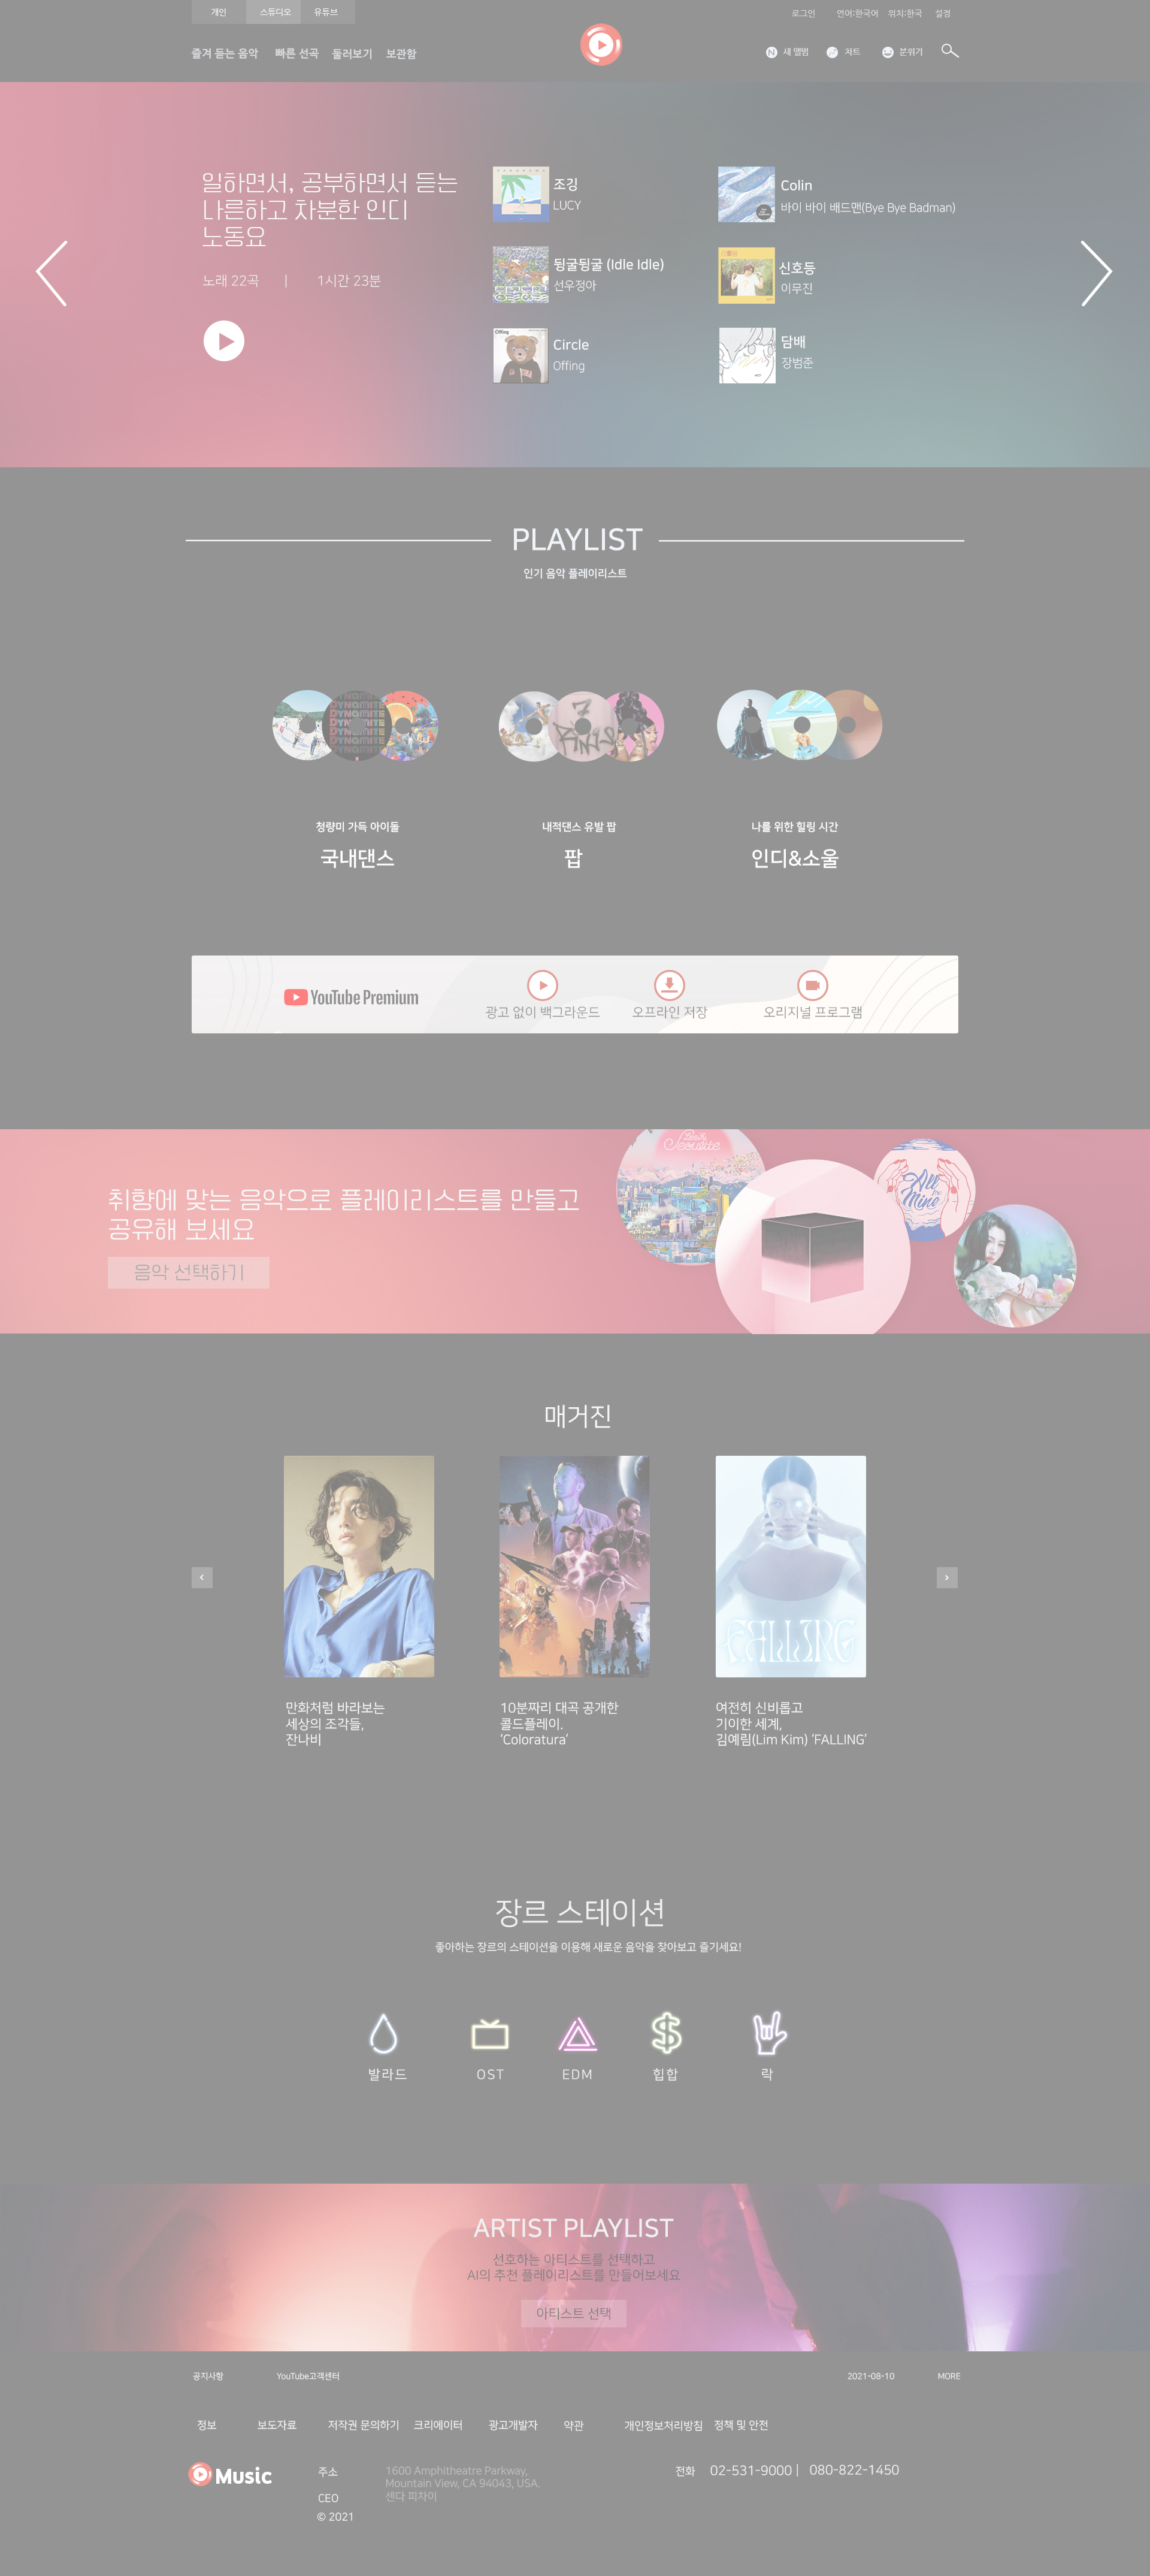 개인 스튜디오 유튜브
로그인 언어:한국어 위치:한국 설정
즐겨 듣는 음악 빠른 선곡 둘러보기 보관함
N 새 앨범 차트 분위기
일하면서, 공부하면서 듣는
나른하고 차분한 인디
노동요
노래 22곡 | 1시간 23분
조깅
LUCY
Colin
바이 바이 배드맨(Bye Bye Badman)
뒹굴뒹굴 (Idle Idle)
선우정아
신호등
이무진
Offing
Circle
Offing
담배
장범준
PLAYLIST
인기 음악 플레이리스트
DYNAMITE
DYNAMITE
DYNAMITE
DYNAMITE
DYNAMITE
청량미 가득 아이돌
국내댄스
내적댄스 유발 팝
팝
나를 위한 힐링 시간
인디&소울
YouTube Premium
광고 없이 백그라운드
오프라인 저장
오리지널 프로그램
취향에 맞는 음악으로 플레이리스트를 만들고
공유해 보세요
음악 선택하기
All
Mine
매거진
FALLING
만화처럼 바라보는
세상의 조각들,
잔나비
10분짜리 대곡 공개한
콜드플레이.
'Coloratura'
여전히 신비롭고
기이한 세계,
김예림(Lim Kim) 'FALLING'
장르 스테이션
좋아하는 장르의 스테이션을 이용해 새로운 음악을 찾아보고 즐기세요!
발라드 OST EDM 힙합 락
ARTIST PLAYLIST
선호하는 아티스트를 선택하고
AI의 추천 플레이리스트를 만들어보세요
아티스트 선택
공지사항 YouTube고객센터 2021-08-10 MORE
정보 보도자료 저작권 문의하기 크리에이터 광고개발자 약관 개인정보처리방침 정책 및 안전
Music
주소 1600 Amphitheatre Parkway,
Mountain View, CA 94043, USA.
CEO 센다 피차이
© 2021
전화 02-531-9000 | 080-822-1450